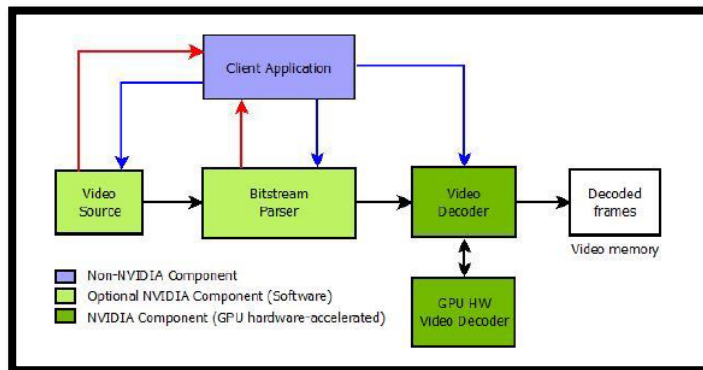 Client Application
Video
Source
Bitstream
Parser
Video
Decoder
Decoded
frames
Video memory
GPU HW
Video Decoder
Non-NVIDIA Component
Optional NVIDIA Component (Software)
NVIDIA Component (GPU hardware-accelerated)